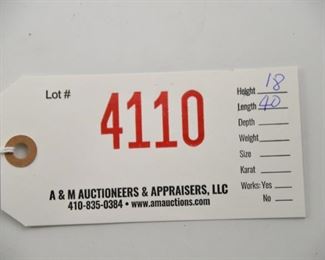 Lot #
4110
Height 18
Length 40
Depth
Weight
Size
Karat
Works: Yes
No
A & M AUCTIONEERS & APPRAISERS, LLC
410-835-0384 • www.amauctions.com